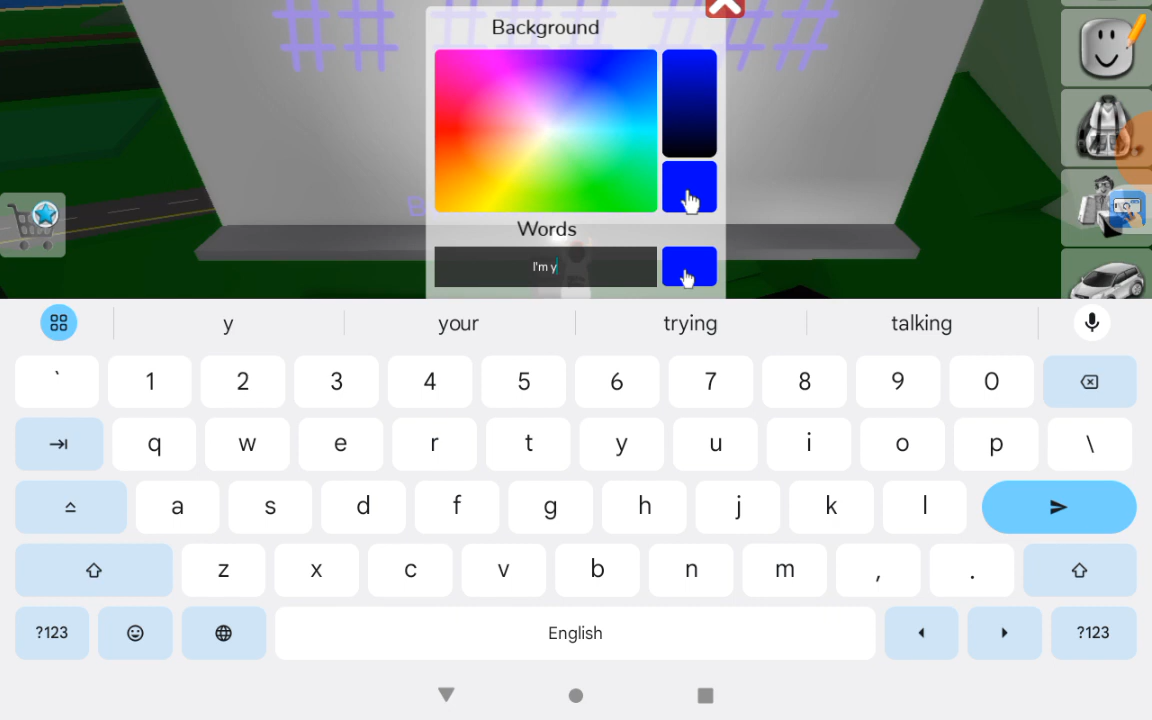 ## ## ###
Background
B
Words
I'm y
y your trying talking
` 1 2 3 4 5 6 7 8 9 0
q w e r t y u i o p \
a s d f g h j k l
z x c v b n m , .
?123 English ?123